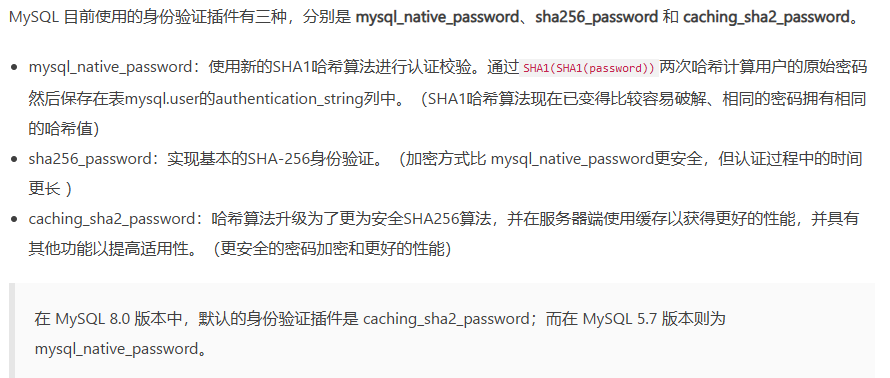 MySQL 目前使用的身份验证插件有三种，分别是 mysql_native_password、sha256_password 和 caching_sha2_password。
mysql_native_password：使用新的SHA1哈希算法进行认证校验。通过 SHA1(SHA1(password)) 两次哈希计算用户的原始密码
然后保存在表mysql.user的authentication_string列中。（SHA1哈希算法现在已变得比较容易破解、相同的密码拥有相同
的哈希值）
sha256_password：实现基本的SHA-256身份验证。（加密方式比 mysql_native_password更安全，但认证过程中的时间
更长 ）
caching_sha2_password：哈希算法升级为了更为安全SHA256算法，并在服务器端使用缓存以获得更好的性能，并具有
其他功能以提高适用性。（更安全的密码加密和更好的性能）
在 MySQL 8.0 版本中，默认的身份验证插件是 caching_sha2_password；而在 MySQL 5.7 版本则为
mysql_native_password。